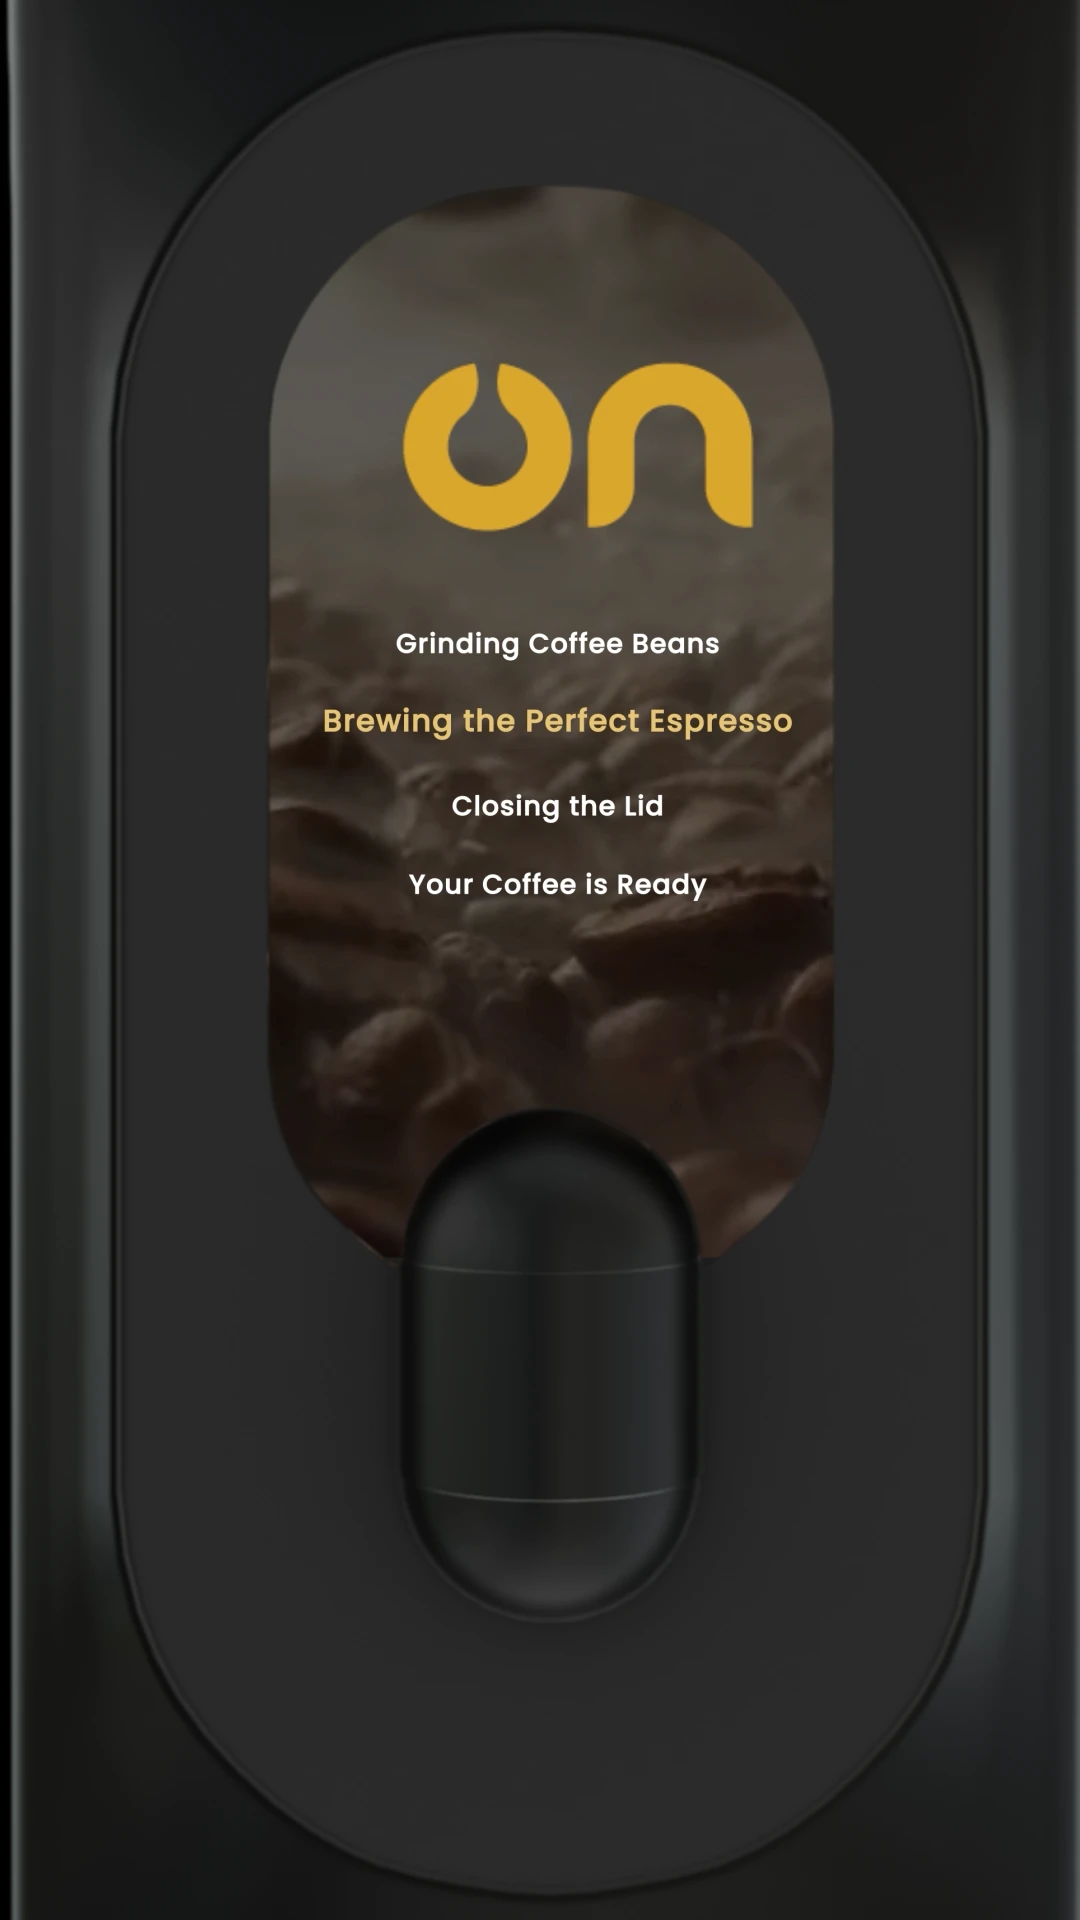 on
Grinding Coffee Beans
Brewing the Perfect Espresso
Closing the Lid
Your Coffee is Ready